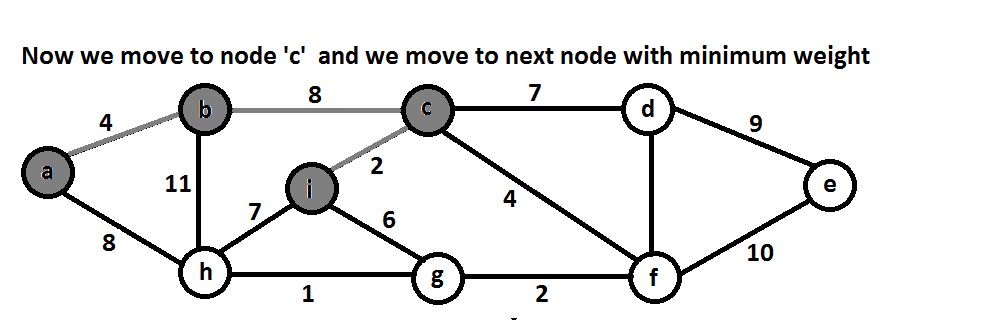 Now we move to node 'c' and we move to next node with minimum weight
8
7
4
b
c
d
9
a
2
11
i
e
7
6
4
8
h
g
f
10
1
2